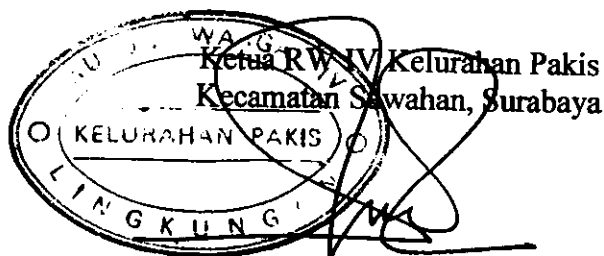 Ketua RW IV Kelurahan Pakis
Kecamatan Sawahan, Surabaya
KELURAHAN PAKIS